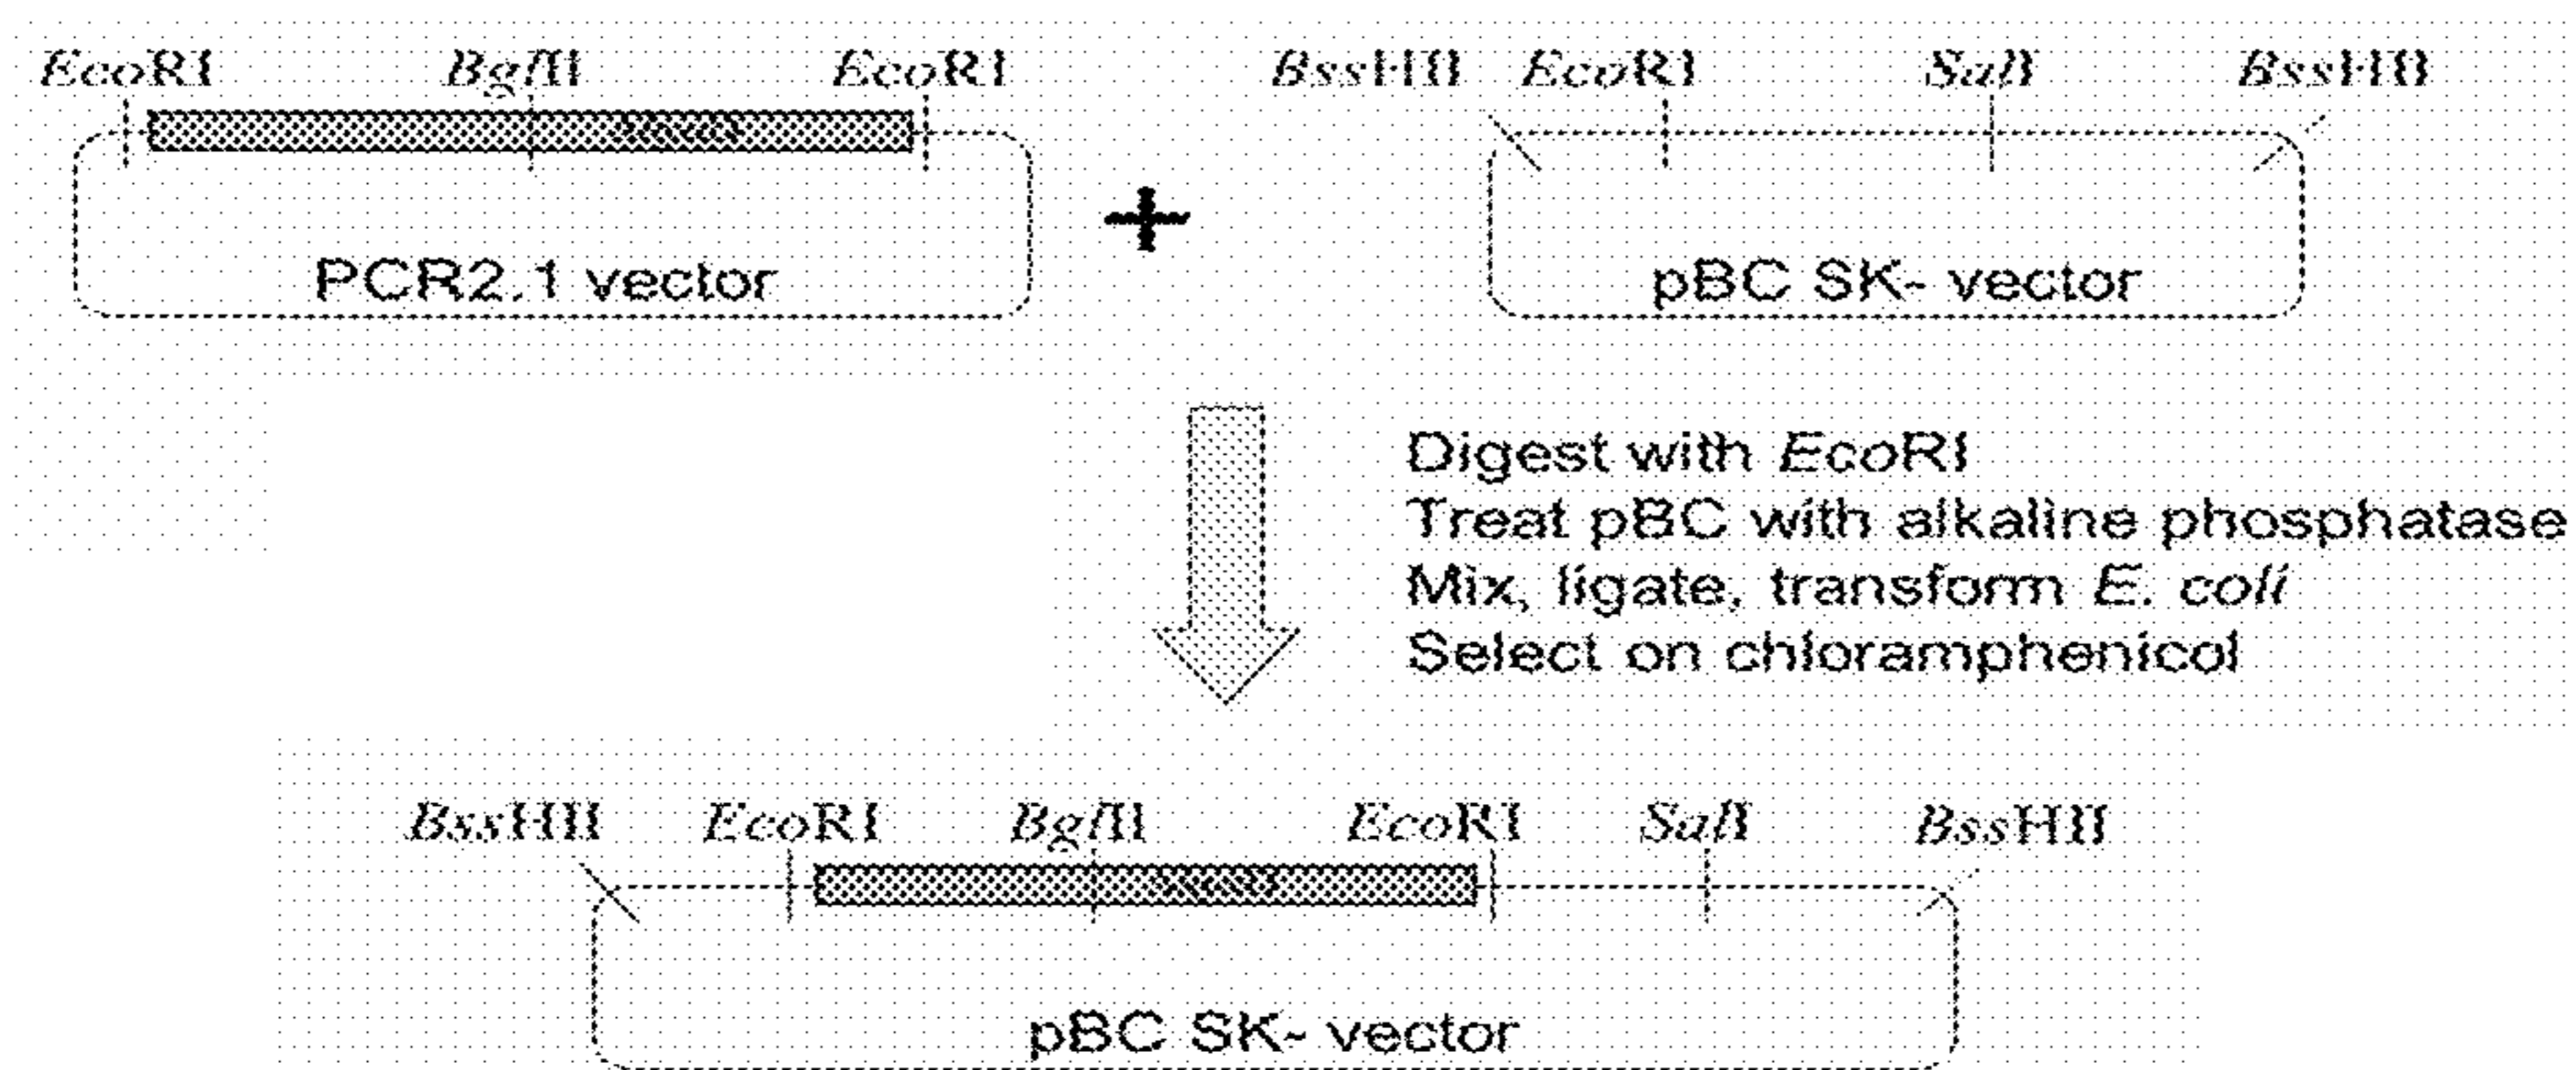 EcoRI BglII EcoRI BssHII EcoRI SalI BssHII
+
PCR2.1 vector pBC SK- vector
Digest with EcoRI
Treat pBC with alkaline phosphatase
Mix, ligate, transform E. coli
Select on chloramphenicol
BssHII EcoRI BglII EcoRI SalI BssHII
pBC SK- vector